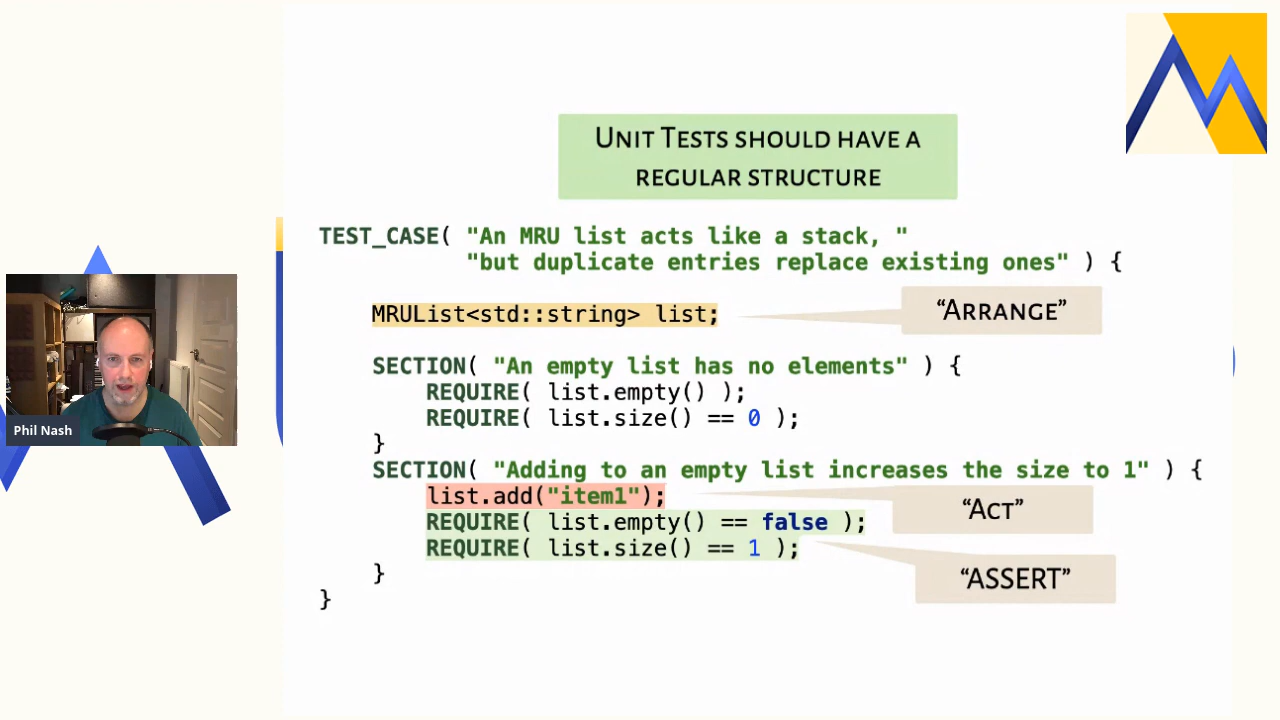 UNIT TESTS SHOULD HAVE A
REGULAR STRUCTURE
TEST_CASE( "An MRU list acts like a stack, "
"but duplicate entries replace existing ones" ) {
MRUList<std::string> list;
“ARRANGE”
SECTION( "An empty list has no elements" ) {
REQUIRE( list.empty() );
REQUIRE( list.size() == 0 );
}
SECTION( "Adding to an empty list increases the size to 1" ) {
list.add("item1");
“ACT”
REQUIRE( list.empty() == false );
REQUIRE( list.size() == 1 );
“ASSERT”
}
}
Phil Nash